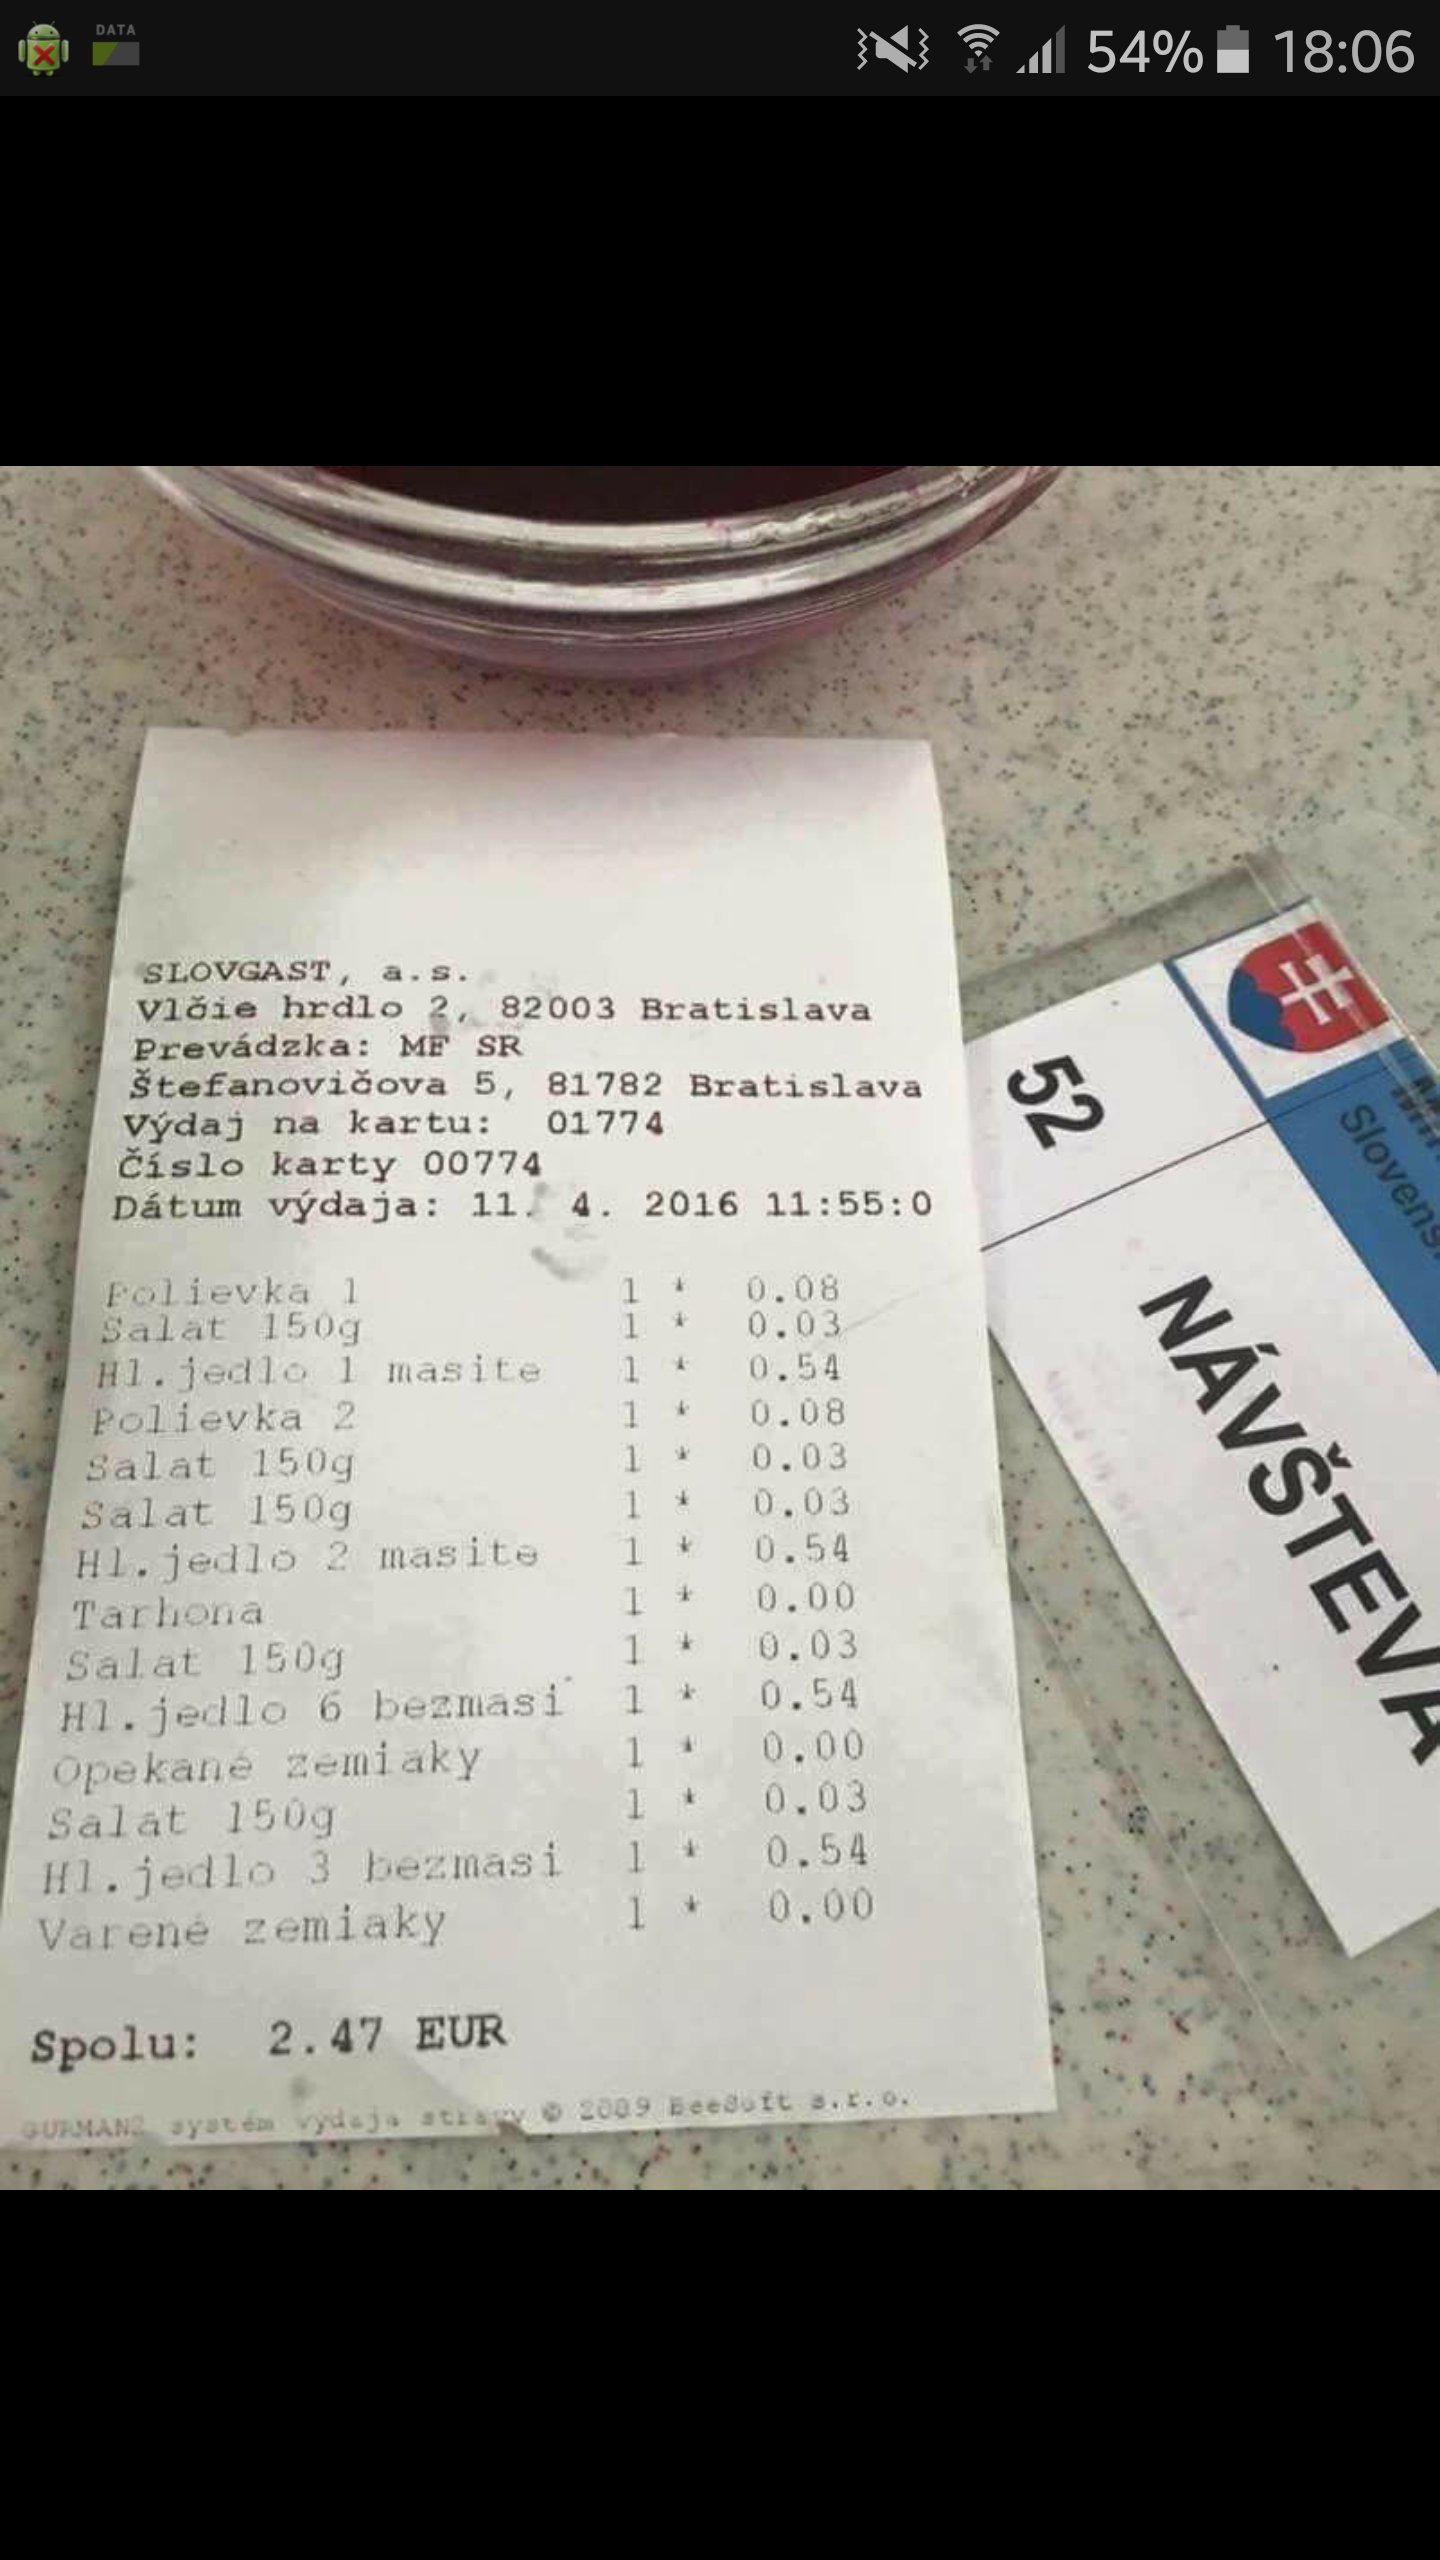 DATA
54% 18:06
SLOVGAST, a.s.
Vlčie hrdlo 2, 82003 Bratislava
Prevádzka: MF SR
Štefanovičova 5, 81782 Bratislava
Výdaj na kartu: 01774
Číslo karty 00774
Dátum výdaja: 11. 4. 2016 11:55:0
Polievka 1 1 * 0.08
Salat 150g 1 * 0.03
Hl.jedlo 1 masite 1 * 0.54
Polievka 2 1 * 0.08
Salat 150g 1 * 0.03
Salat 150g 1 * 0.03
Hl.jedlo 2 masite 1 * 0.54
Tarhona 1 * 0.00
Salat 150g 1 * 0.03
Hl.jedlo 6 bezmasi 1 * 0.54
Opekané zemiaky 1 * 0.00
Salat 150g 1 * 0.03
Hl.jedlo 3 bezmasi 1 * 0.54
Varené zemiaky 1 * 0.00
Spolu: 2.47 EUR
GURMAN2 systém výdaja stravy © 2009 BeeSoft s.r.o.
52
Slovens
NÁVŠTEVA